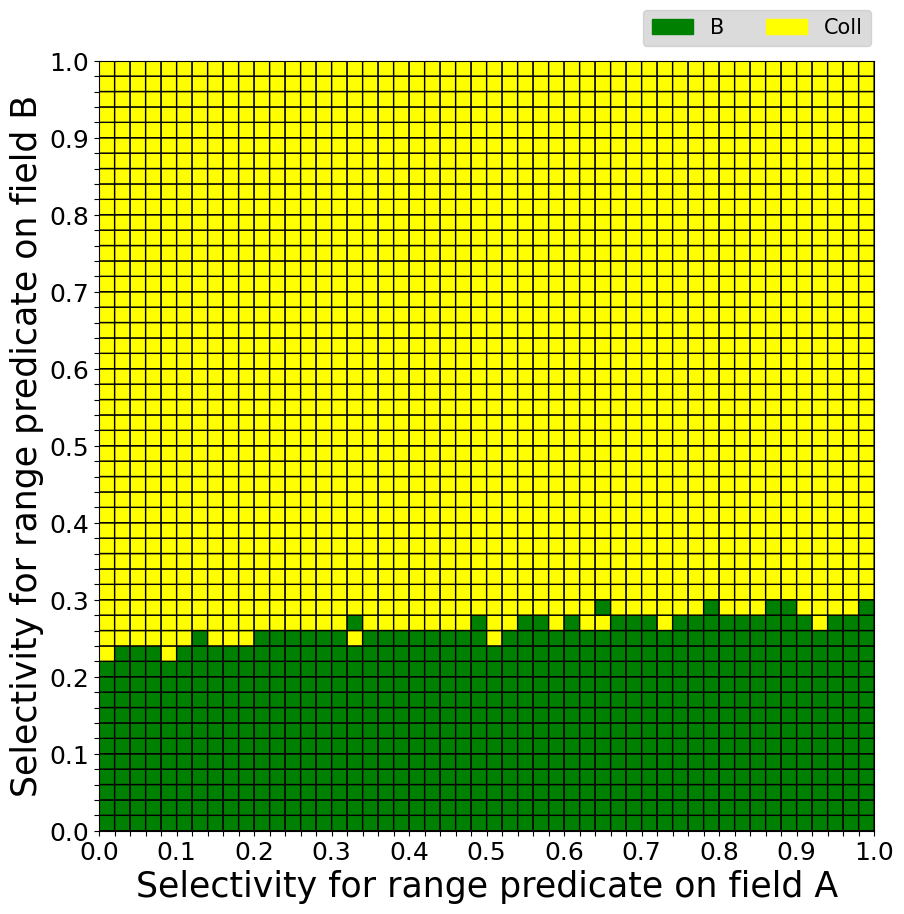 B Coll
1.0
0.9
0.8
0.7
0.6
0.5
0.4
0.3
0.2
0.1
0.0
Selectivity for range predicate on field B
0.0 0.1 0.2 0.3 0.4 0.5 0.6 0.7 0.8 0.9 1.0
Selectivity for range predicate on field A